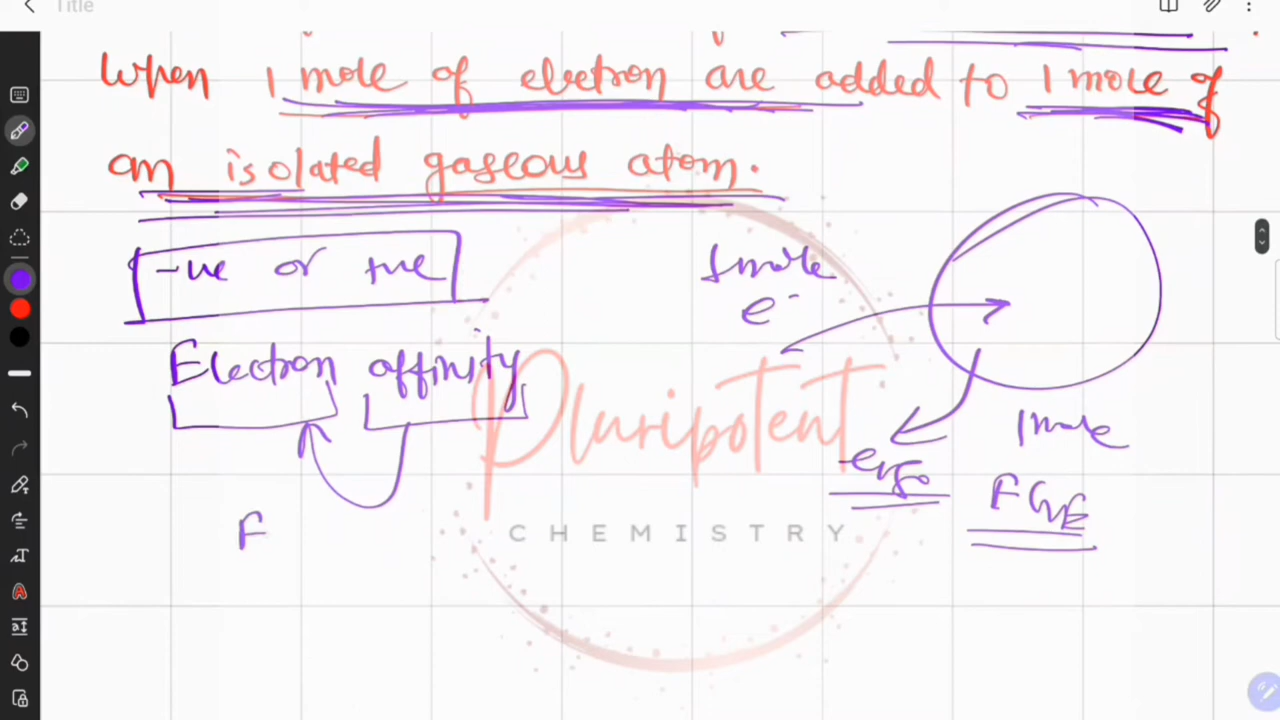 Title
When 1 mole of electron are added to 1 mole of
an isolated gaseous atom.
-ve or +ve
1 mole
e-
Electron affinity
Pluripotent
CHEMISTRY
1 mole
F